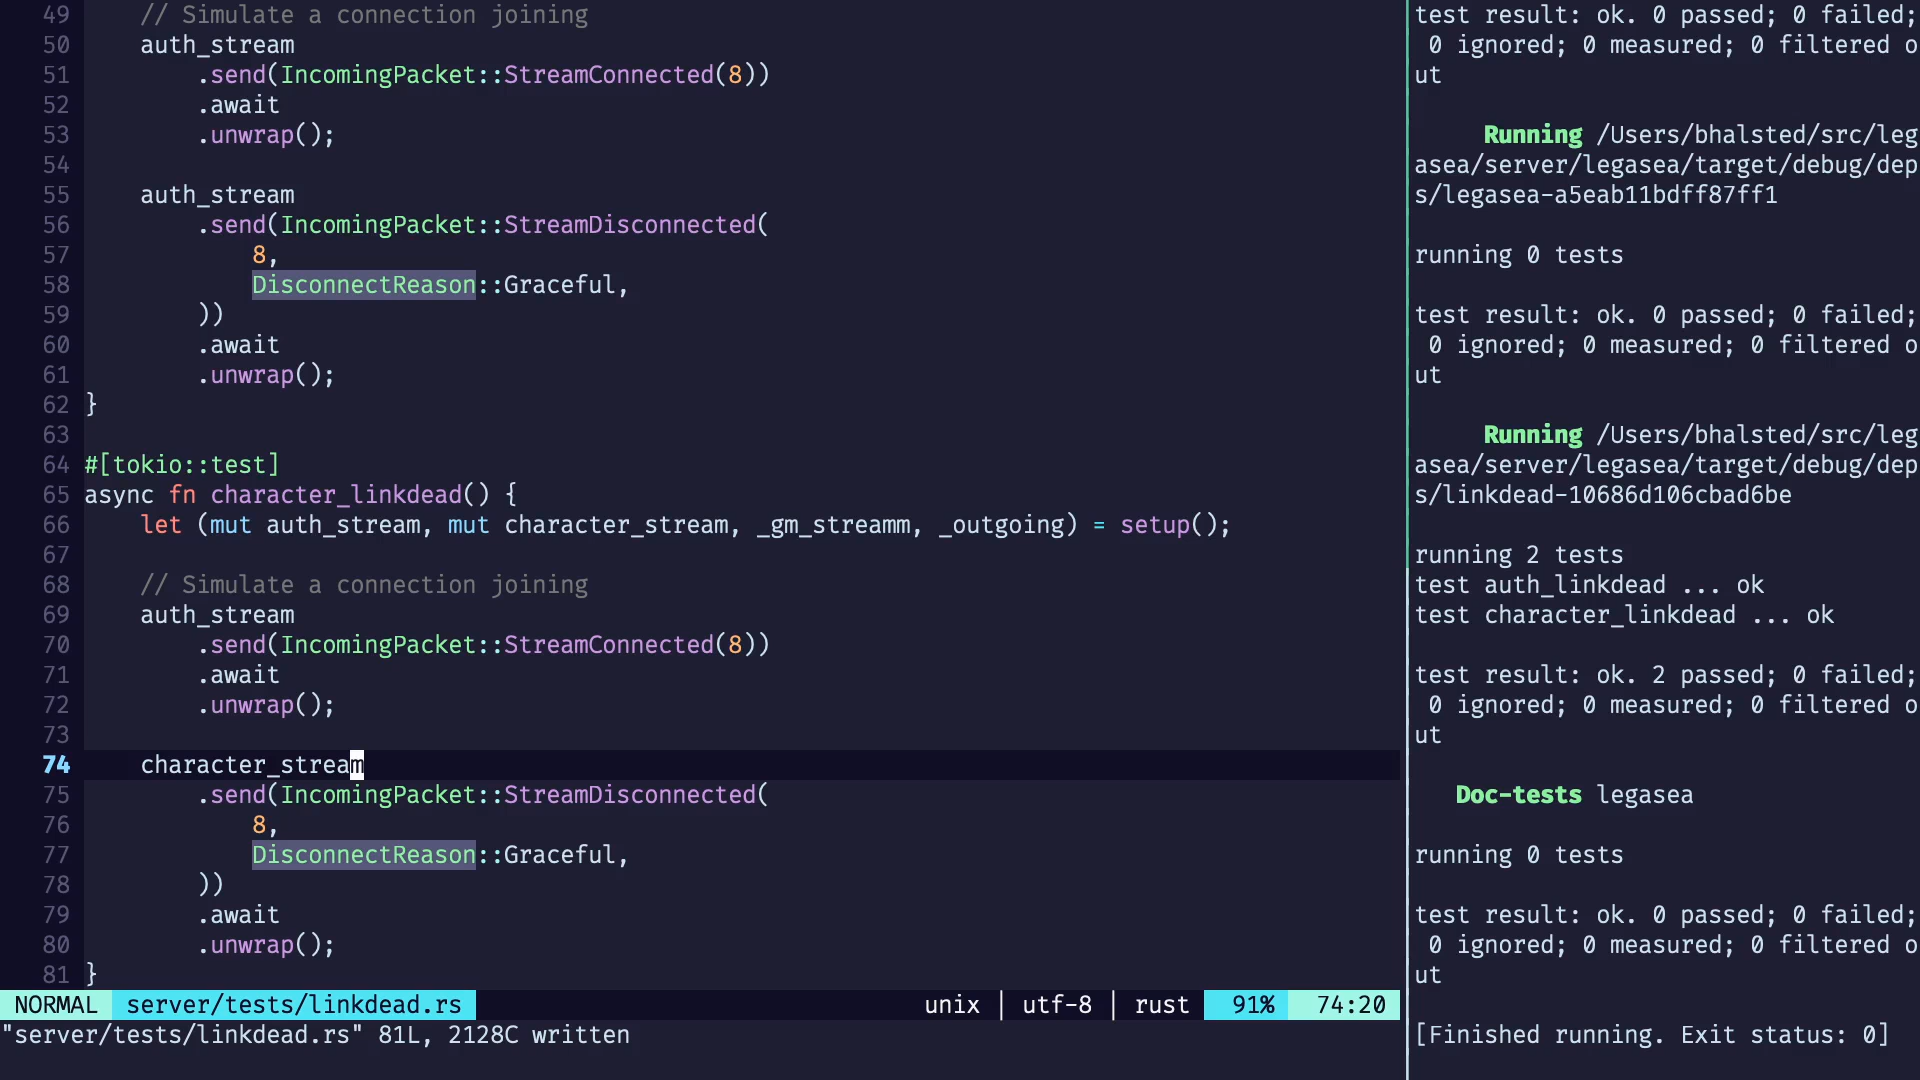 49     // Simulate a connection joining
50     auth_stream
51         .send(IncomingPacket::StreamConnected(8))
52         .await
53         .unwrap();
54
55     auth_stream
56         .send(IncomingPacket::StreamDisconnected(
57             8,
58             DisconnectReason::Graceful,
59         ))
60         .await
61         .unwrap();
62 }
63
64 #[tokio::test]
65 async fn character_linkdead() {
66     let (mut auth_stream, mut character_stream, _gm_streamm, _outgoing) = setup();
67
68     // Simulate a connection joining
69     auth_stream
70         .send(IncomingPacket::StreamConnected(8))
71         .await
72         .unwrap();
73
74     character_stream
75         .send(IncomingPacket::StreamDisconnected(
76             8,
77             DisconnectReason::Graceful,
78         ))
79         .await
80         .unwrap();
81 }
NORMAL server/tests/linkdead.rs unix | utf-8 | rust 91% 74:20
"server/tests/linkdead.rs" 81L, 2128C written
test result: ok. 0 passed; 0 failed;
 0 ignored; 0 measured; 0 filtered o
ut
     Running /Users/bhalsted/src/leg
asea/server/legasea/target/debug/dep
s/legasea-a5eab11bdff87ff1
running 0 tests
test result: ok. 0 passed; 0 failed;
 0 ignored; 0 measured; 0 filtered o
ut
     Running /Users/bhalsted/src/leg
asea/server/legasea/target/debug/dep
s/linkdead-10686d106cbad6be
running 2 tests
test auth_linkdead ... ok
test character_linkdead ... ok
test result: ok. 2 passed; 0 failed;
 0 ignored; 0 measured; 0 filtered o
ut
   Doc-tests legasea
running 0 tests
test result: ok. 0 passed; 0 failed;
 0 ignored; 0 measured; 0 filtered o
ut
[Finished running. Exit status: 0]